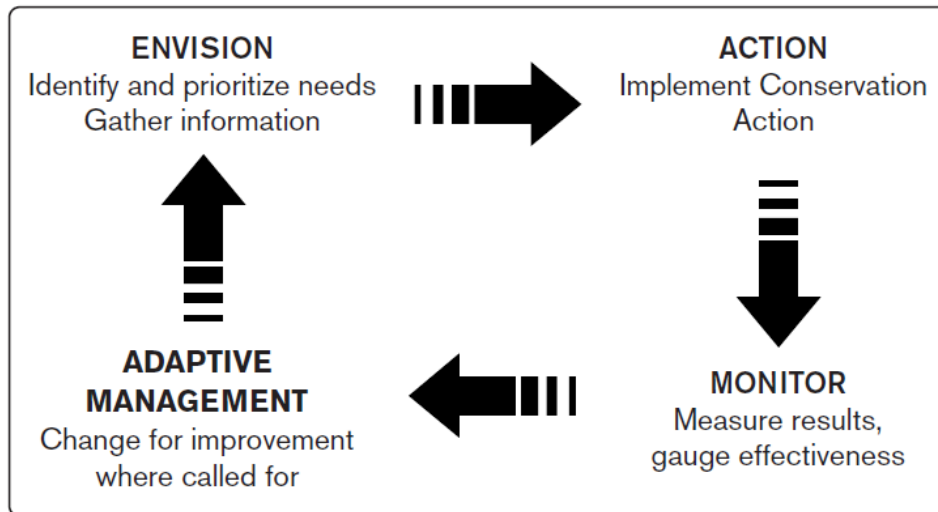 ENVISION
Identify and prioritize needs
Gather information
ACTION
Implement Conservation
Action
MONITOR
Measure results,
gauge effectiveness
ADAPTIVE
MANAGEMENT
Change for improvement
where called for